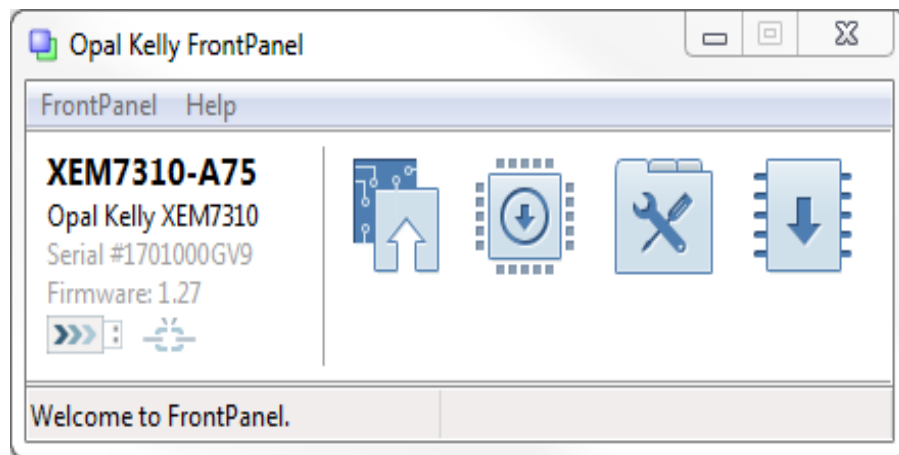 Opal Kelly FrontPanel
FrontPanel Help
XEM7310-A75
Opal Kelly XEM7310
Serial #1701000GV9
Firmware: 1.27
Welcome to FrontPanel.